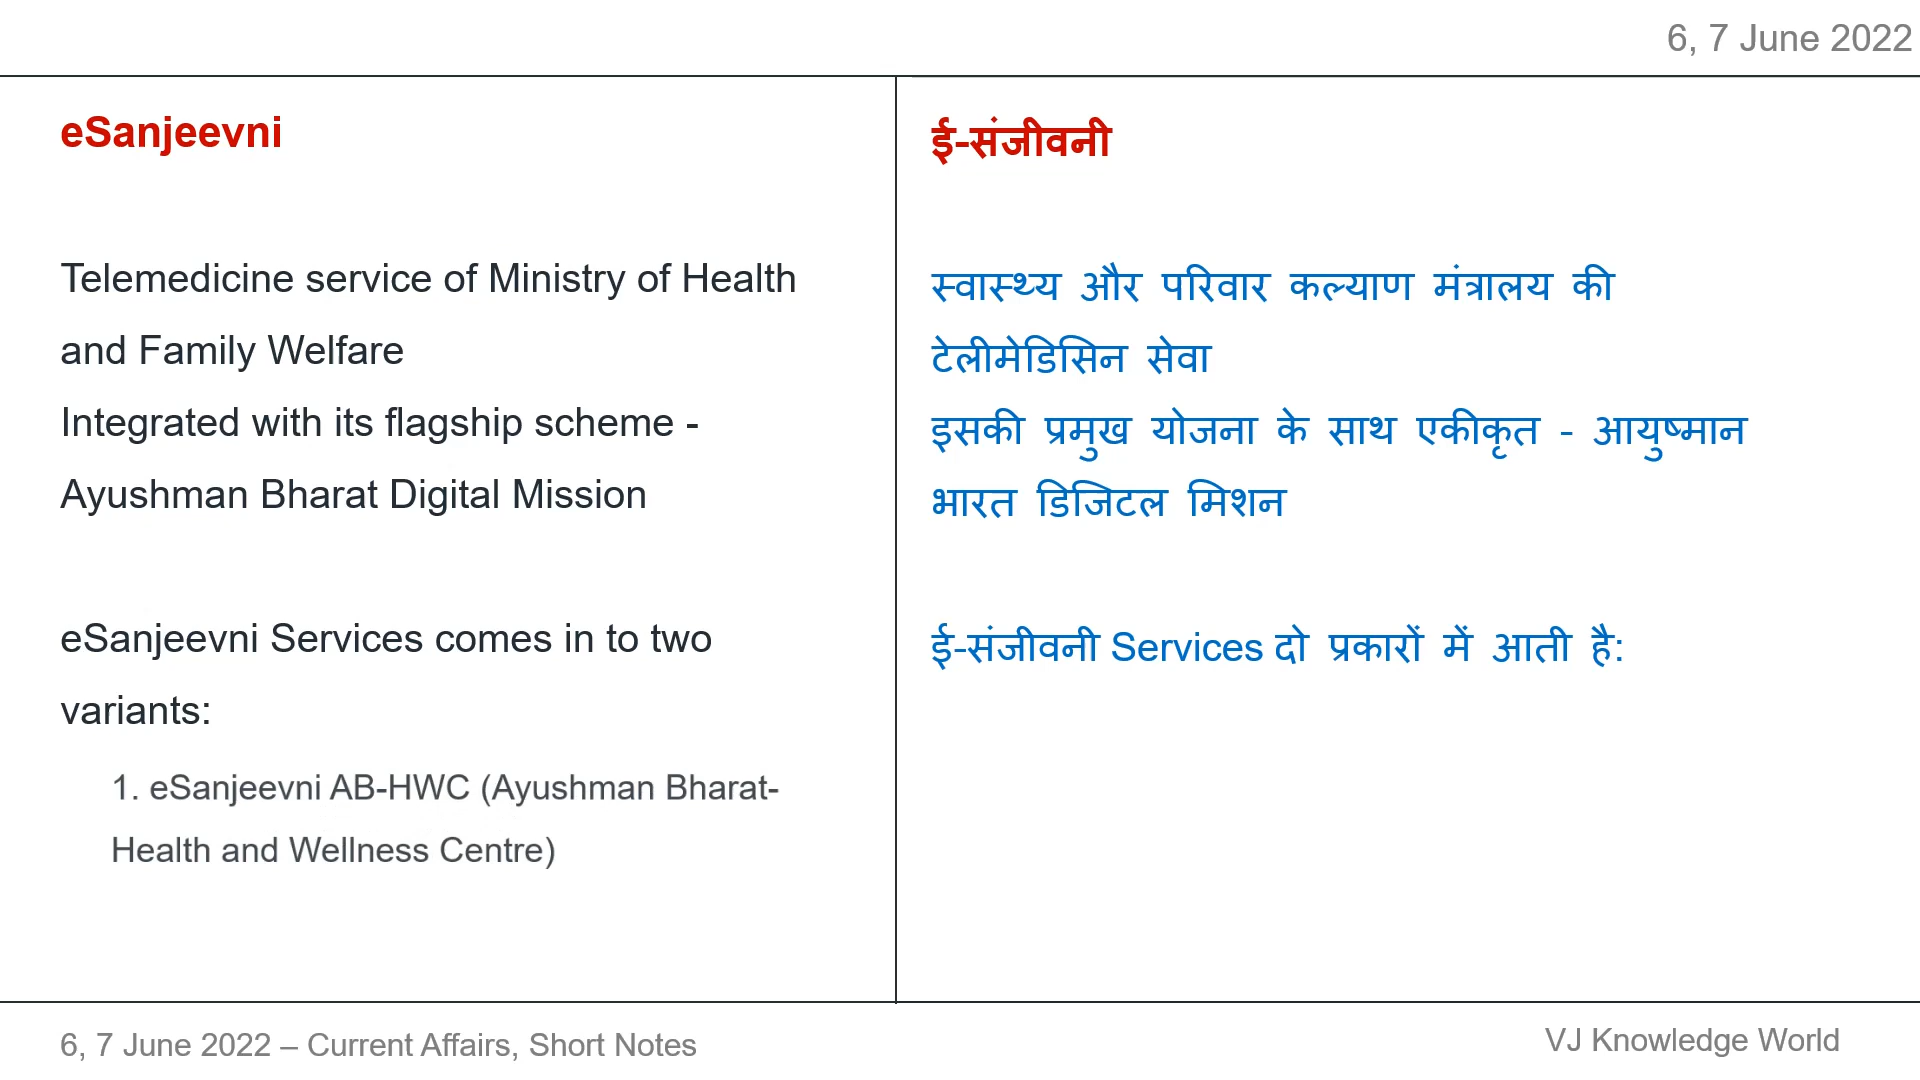 6, 7 June 2022
eSanjeevni
Telemedicine service of Ministry of Health
and Family Welfare
Integrated with its flagship scheme -
Ayushman Bharat Digital Mission
eSanjeevni Services comes in to two
variants:
1. eSanjeevni AB-HWC (Ayushman Bharat-
Health and Wellness Centre)
ई-संजीवनी
स्वास्थ्य और परिवार कल्याण मंत्रालय की
टेलीमेडिसिन सेवा
इसकी प्रमुख योजना के साथ एकीकृत - आयुष्मान
भारत डिजिटल मिशन
ई-संजीवनी Services दो प्रकारों में आती है:
6, 7 June 2022 – Current Affairs, Short Notes
VJ Knowledge World